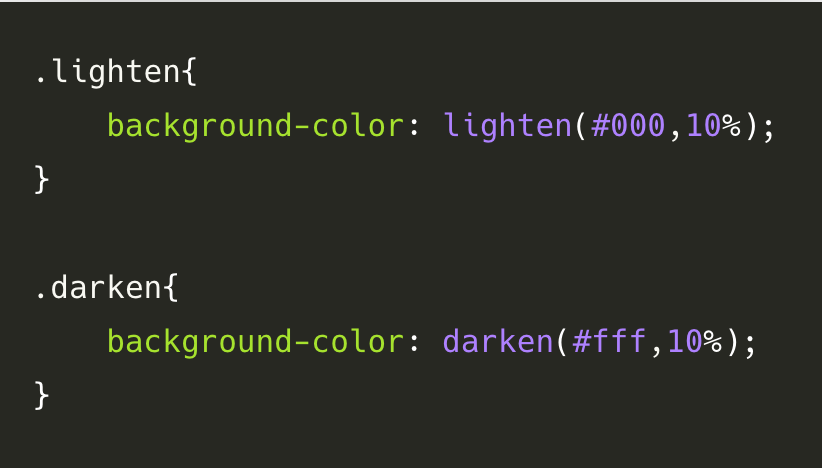 .lighten{
    background-color: lighten(#000,10%);
}
.darken{
    background-color: darken(#fff,10%);
}